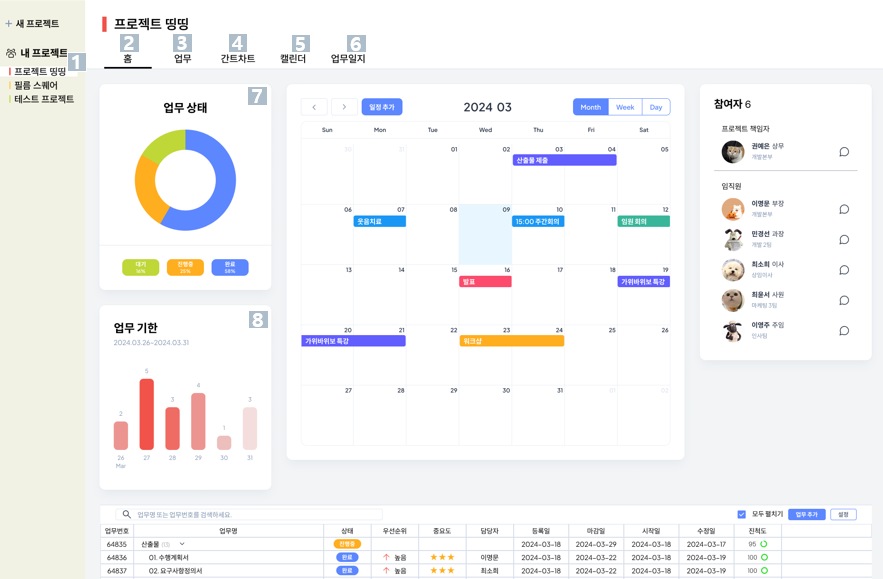 + 새 프로젝트
내 프로젝트
1
프로젝트 띵띵
필름 스퀘어
테스트 프로젝트
프로젝트 띵띵
2 3 4 5 6
홈 업무 간트차트 캘린더 업무일지
업무 상태
7
대기 진행중 완료
16% 25% 58%
업무 기한
8
2024.03.26~2024.03.31
2 5 3 4 1 3
26 27 28 29 30 31
Mar
< > 일정 추가 2024 03 Month Week Day
Sun Mon Tue Wed Thu Fri Sat
30 31 01 02 03 04 05
산출물 제출
06 07 08 09 10 11 12
웃음치료 15:00 주간회의 임원 회의
13 14 15 16 17 18 19
발표 가위바위보 특강
20 21 22 23 24 25 26
가위바위보 특강 워크샵
27 28 29 30 31 01 02
참여자 6
프로젝트 책임자
권예은 상무
개발본부
임직원
이명문 부장
개발본부
민경선 과장
개발 2팀
최소희 이사
상임이사
최윤서 사원
마케팅 3팀
이영주 주임
인사팀
업무명 또는 업무번호를 검색하세요. 모두 펼치기 업무 추가 설정
업무번호 업무명 상태 우선순위 중요도 담당자 등록일 마감일 시작일 수정일 진척도
64835 산출물 (13) 진행중 2024-03-18 2024-03-29 2024-03-18 2024-03-17 95
64836 01. 수행계획서 완료 ↑ 높음 ★★★ 이명문 2024-03-18 2024-03-22 2024-03-18 2024-03-19 100
64837 02. 요구사항정의서 완료 ↑ 높음 ★★★ 최소희 2024-03-18 2024-03-22 2024-03-18 2024-03-19 100